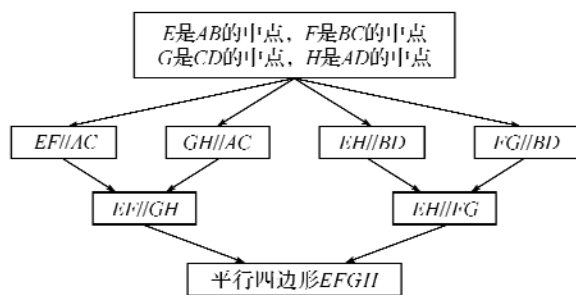 E是AB的中点，F是BC的中点
G是CD的中点，H是AD的中点
EF//AC
GH//AC
EH//BD
FG//BD
EF//GH
EH//FG
平行四边形EFGH